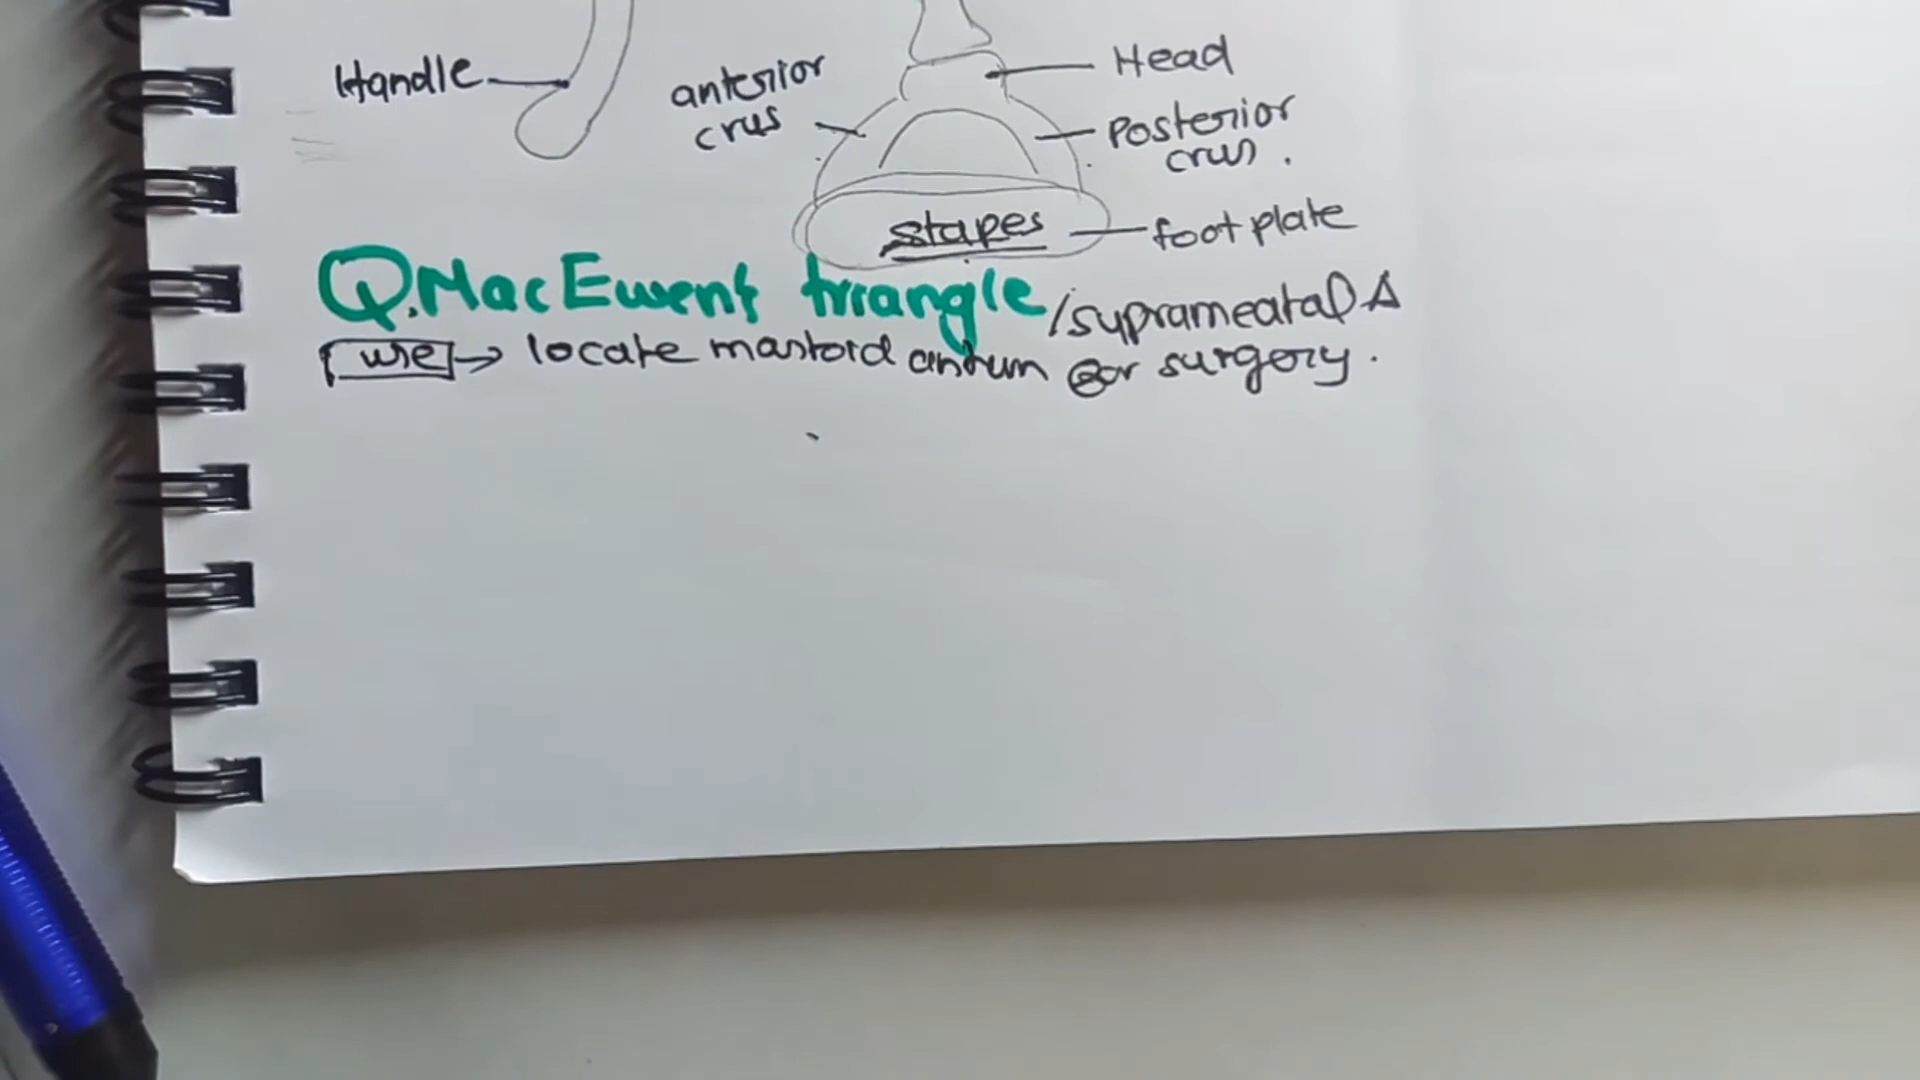 Handle
anterior
crus
Head
Posterior
crus.
stapes
foot plate
Q. MacEwent triangle /suprameatal Δ
use → locate mastoid antrum for surgery.